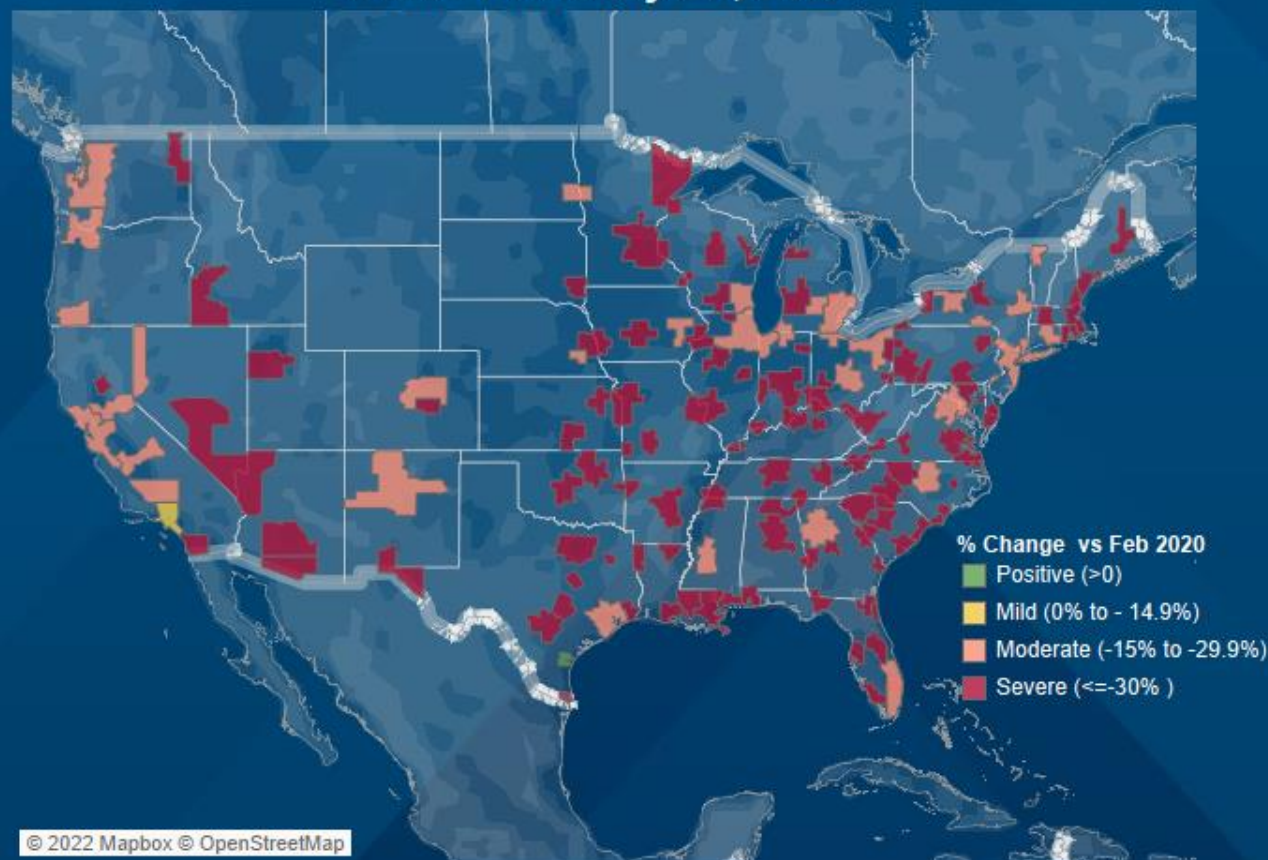 % Change vs Feb 2020
Positive (>0)
Mild (0% to - 14.9%)
Moderate (-15% to -29.9%)
Severe (<=-30% )
© 2022 Mapbox © OpenStreetMap